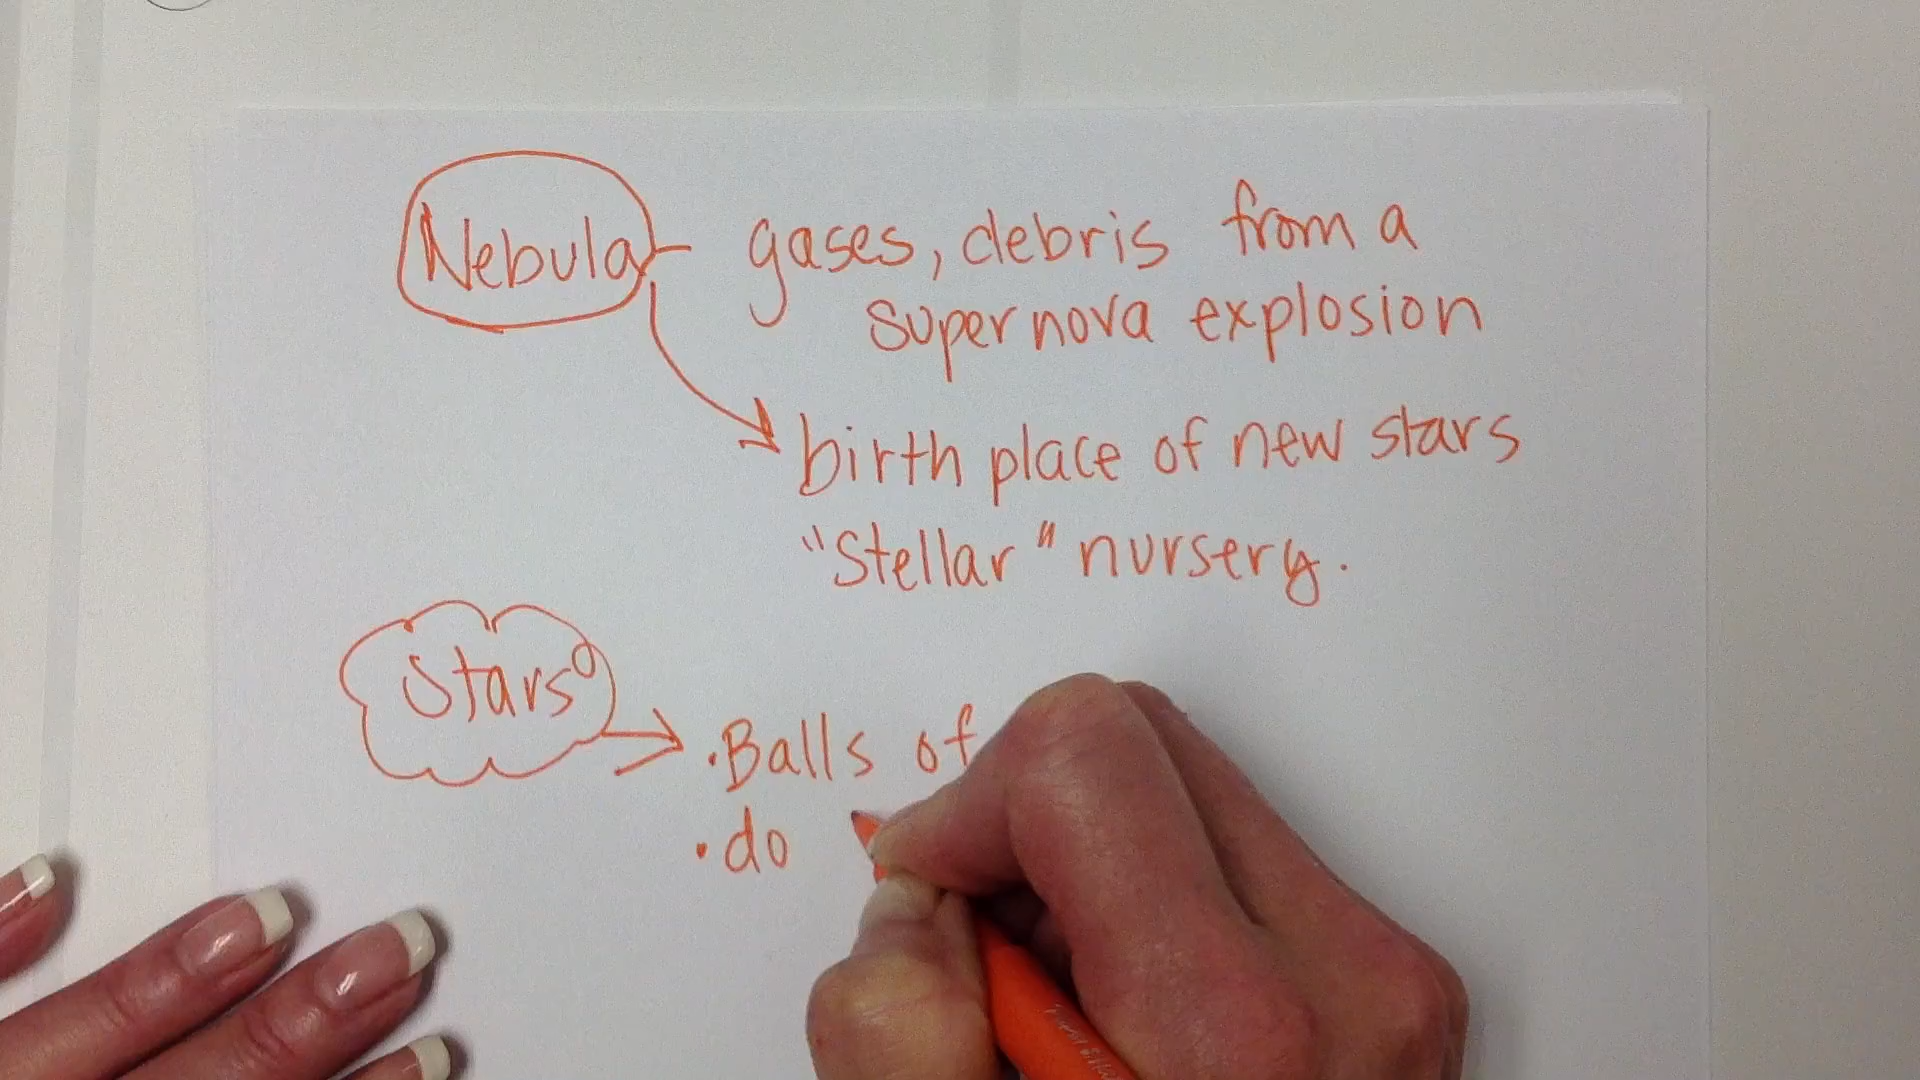 Nebula - gases, debris from a
supernova explosion
birth place of new stars
"Stellar" nursery.
Stars
• Balls of
• do